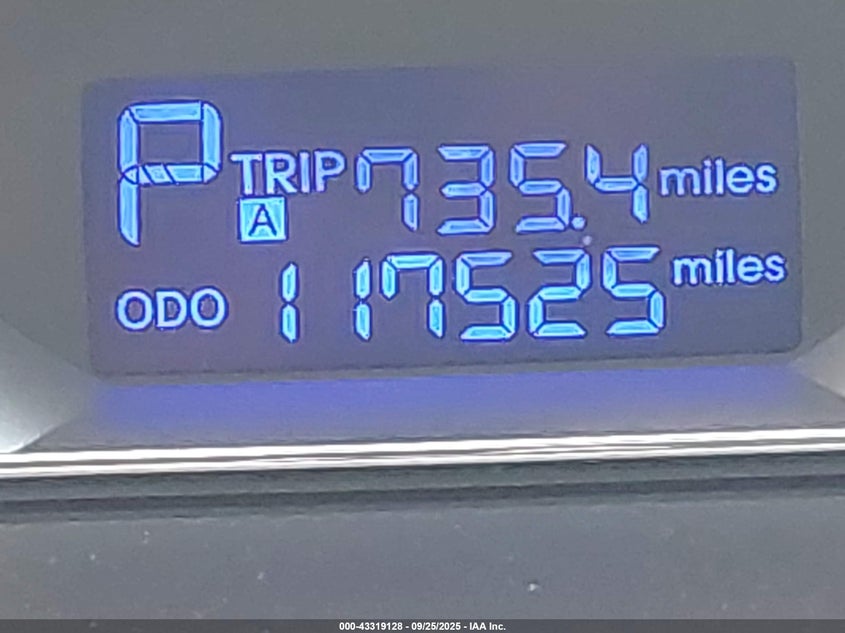 P TRIP A 735.4 miles
ODO 117525 miles
000-43319128 - 09/25/2025 - IAA Inc.